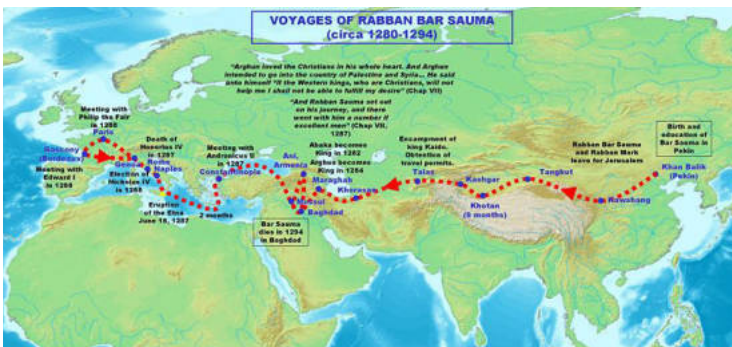 VOYAGES OF RABBAN BAR SAUMA
(circa 1280-1294)
"Arghun loved the Christians in his whole heart. And Arghun
intended to go into the country of Palestine and Syria... He said
unto himself "If the Western kings, who are Christians, will not
help me I shall not be able to fulfill my desire" (Chap VII)
"And Rabban Sauma set out
on his journey, and there
went with him a number if
excellent men" (Chap VII,
1287)
Meeting with
Philip the Fair
in 1288
Paris
Gascony
(Bordeaux)
Meeting with
Edward I
in 1288
Genoa
Election of
Nicholas IV
in 1288
Death of
Honorius IV
in 1287
Rome
Naples
Eruption
of the Etna
June 18, 1287
2 months
Meeting with
Andronicus II
in 1287
Constantinople
Ani,
Armenia
Mossul
Baghdad
Bar Sauma
dies in 1294
in Baghdad
Abaka becomes
King in 1282
Arghun becomes
King in 1284
Maraghah
Khorasan
Encampment of
king Kaidu.
Obtention of
travel permits.
Talas
Kashgar
Khotan
(6 months)
Tangkut
Rabban Bar Sauma
and Rabban Mark
leave for Jerusalem
Kawshang
Birth and
education of
Bar Sauma in
Pekin
Khan Balik
(Pekin)